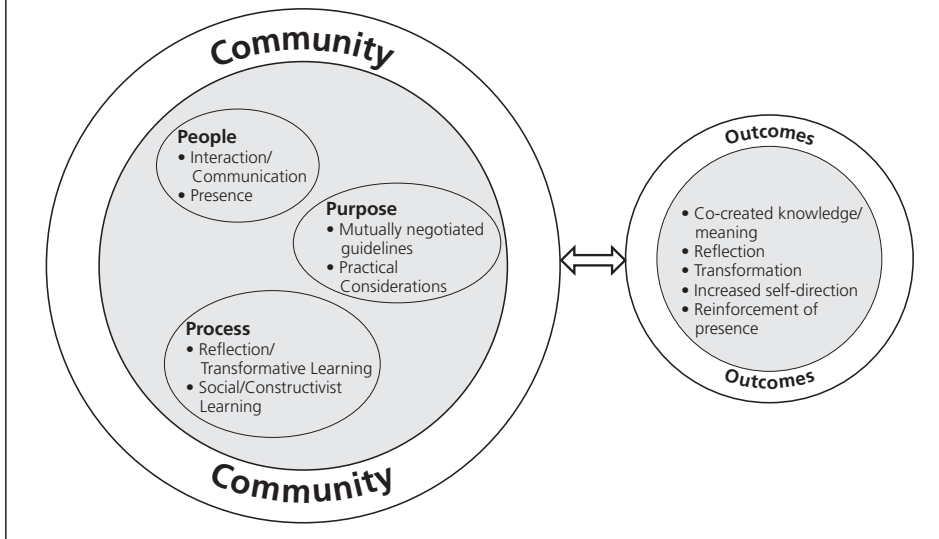 Community
People
• Interaction/
Communication
• Presence
Purpose
• Mutually negotiated
guidelines
• Practical
Considerations
Process
• Reflection/
Transformative Learning
• Social/Constructivist
Learning
Community
Outcomes
• Co-created knowledge/
meaning
• Reflection
• Transformation
• Increased self-direction
• Reinforcement of
presence
Outcomes